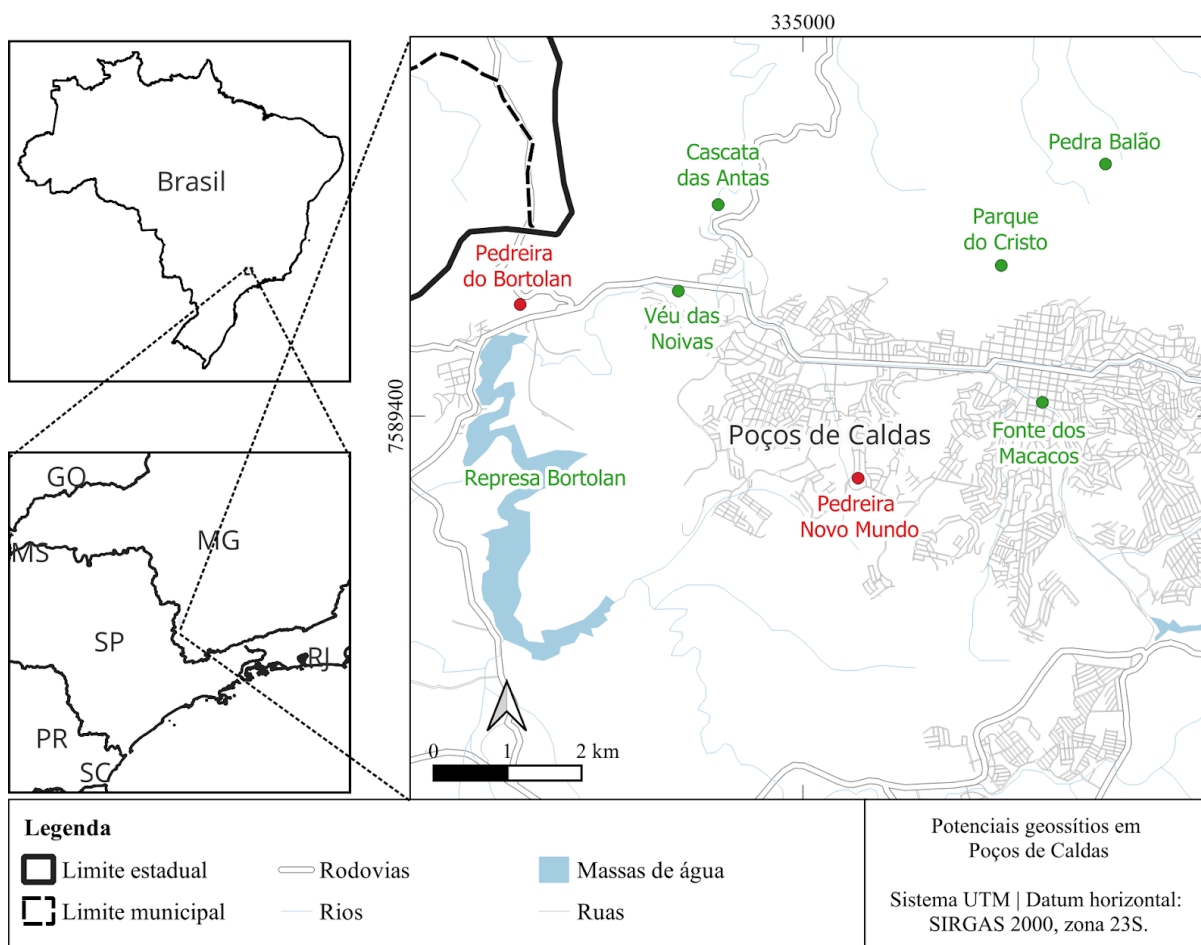 335000
Brasil
GO
MS
MG
SP
RJ
PR
SC
7589400
Cascata
das Antas
Pedra Balão
Parque
do Cristo
Pedreira
do Bortolan
Véu das
Noivas
Poços de Caldas
Fonte dos
Macacos
Represa Bortolan
Pedreira
Novo Mundo
0 1 2 km
Legenda
Limite estadual
Rodovias
Massas de água
Limite municipal
Rios
Ruas
Potenciais geossítios em
Poços de Caldas
Sistema UTM | Datum horizontal:
SIRGAS 2000, zona 23S.